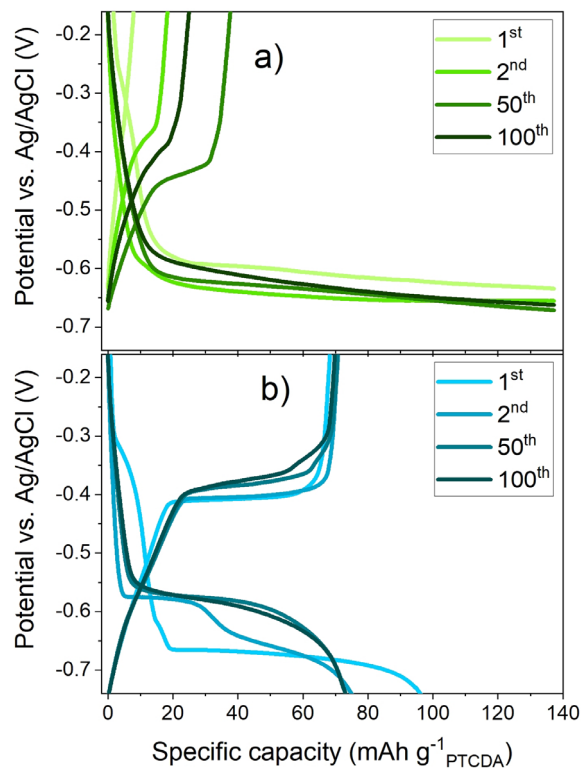 a)
1st
2nd
50th
100th
-0.2
-0.3
-0.4
-0.5
-0.6
-0.7
Potential vs. Ag/AgCl (V)
b)
1st
2nd
50th
100th
-0.2
-0.3
-0.4
-0.5
-0.6
-0.7
Potential vs. Ag/AgCl (V)
0 20 40 60 80 100 120 140
Specific capacity (mAh g-1PTCDA)